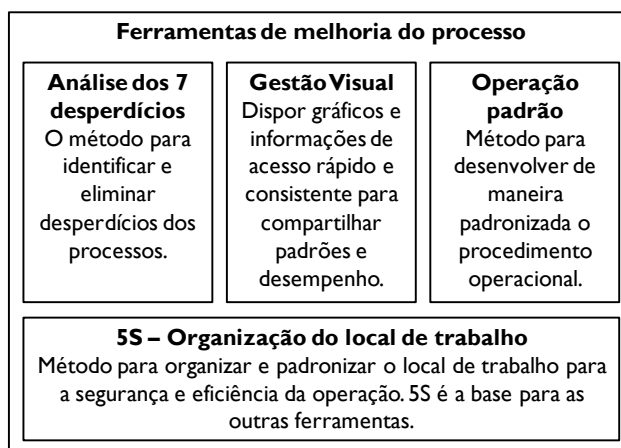 Ferramentas de melhoria do processo
Análise dos 7
desperdícios
O método para
identificar e
eliminar
desperdícios dos
processos.
Gestão Visual
Dispor gráficos e
informações de
acesso rápido e
consistente para
compartilhar
padrões e
desempenho.
Operação
padrão
Método para
desenvolver de
maneira
padronizada o
procedimento
operacional.
5S – Organização do local de trabalho
Método para organizar e padronizar o local de trabalho para
a segurança e eficiência da operação. 5S é a base para as
outras ferramentas.